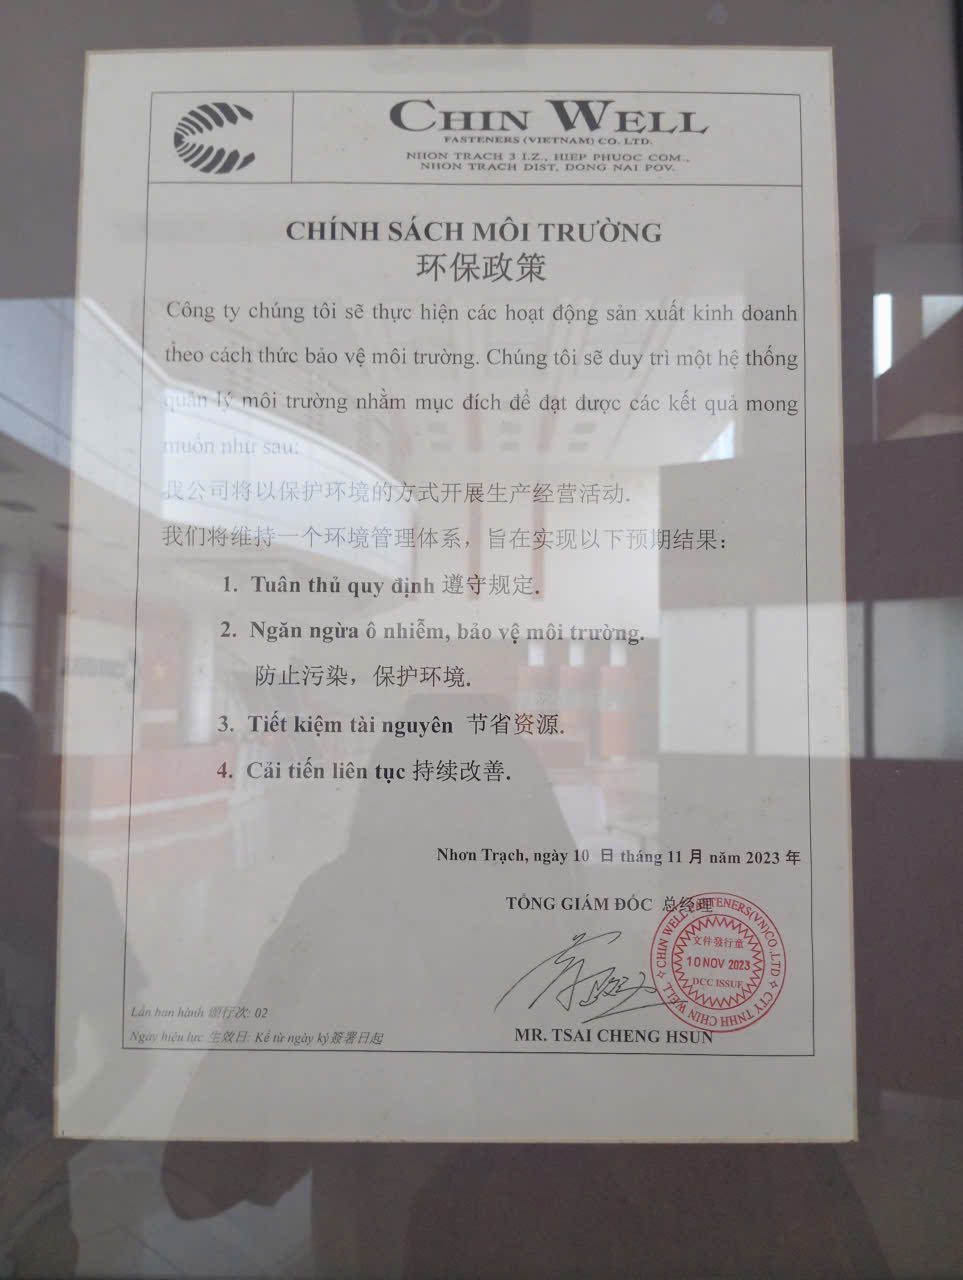 CHIN WELL
FASTENERS (VIETNAM) CO. LTD.
NHON TRACH 3 I.Z., HIEP PHUOC COM.,
NHON TRACH DIST, DONG NAI POV.
CHÍNH SÁCH MÔI TRƯỜNG
环保政策
Công ty chúng tôi sẽ thực hiện các hoạt động sản xuất kinh doanh
theo cách thức bảo vệ môi trường. Chúng tôi sẽ duy trì một hệ thống
quản lý môi trường nhằm mục đích để đạt được các kết quả mong
muốn như sau:
我公司将以保护环境的方式开展生产经营活动.
我们将维持一个环境管理体系，旨在实现以下预期结果：
1. Tuân thủ quy định 遵守规定.
2. Ngăn ngừa ô nhiễm, bảo vệ môi trường.
防止污染，保护环境.
3. Tiết kiệm tài nguyên 节省资源.
4. Cải tiến liên tục 持续改善.
Nhơn Trạch, ngày 10 日 tháng 11 月 năm 2023 年
TỔNG GIÁM ĐỐC 总经理
CHIN WELL FASTENERS(VN)CO.,LTD
文件發行章
10 NOV 2023
DCC ISSUE
CTY TNHH CHIN WELL
MR. TSAI CHENG HSUN
Lần ban hành 頒行次: 02
Ngày hiệu lực 生效日: Kể từ ngày ký簽署日起